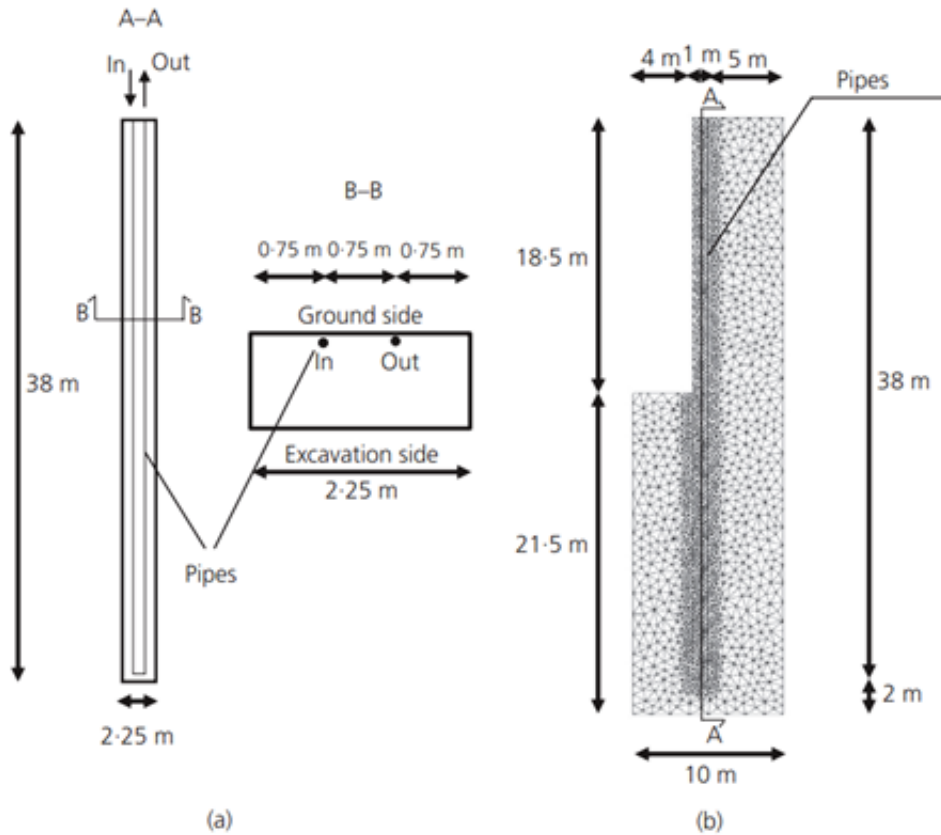 A–A
In
Out
38 m
B
B
2·25 m
Pipes
B–B
0·75 m
0·75 m
0·75 m
Ground side
In
Out
Excavation side
2·25 m
(a)
4 m
1 m
5 m
Pipes
A
18·5 m
38 m
21·5 m
2 m
A
10 m
(b)